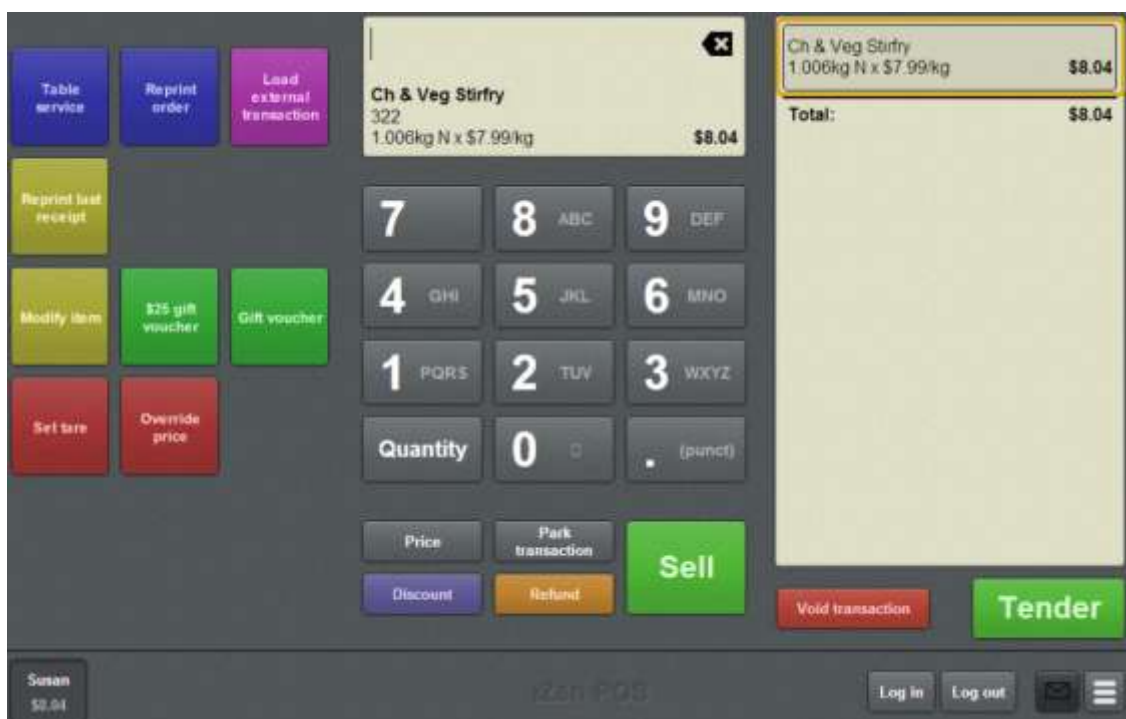 Table
service
Reprint
order
Load
external
transaction
Reprint last
receipt
Modify item
$25 gift
voucher
Gift voucher
Set tare
Override
price
Ch & Veg Stirfry
322
1.006kg N x $7.99/kg $8.04
7
8 ABC
9 DEF
4 GHI
5 JKL
6 MNO
1 PQRS
2 TUV
3 WXYZ
Quantity
0
. (punct)
Price
Park
transaction
Sell
Discount
Refund
Ch & Veg Stirfry
1.006kg N x $7.99/kg $8.04
Total: $8.04
Void transaction
Tender
Susan
$8.04
Log in
Log out